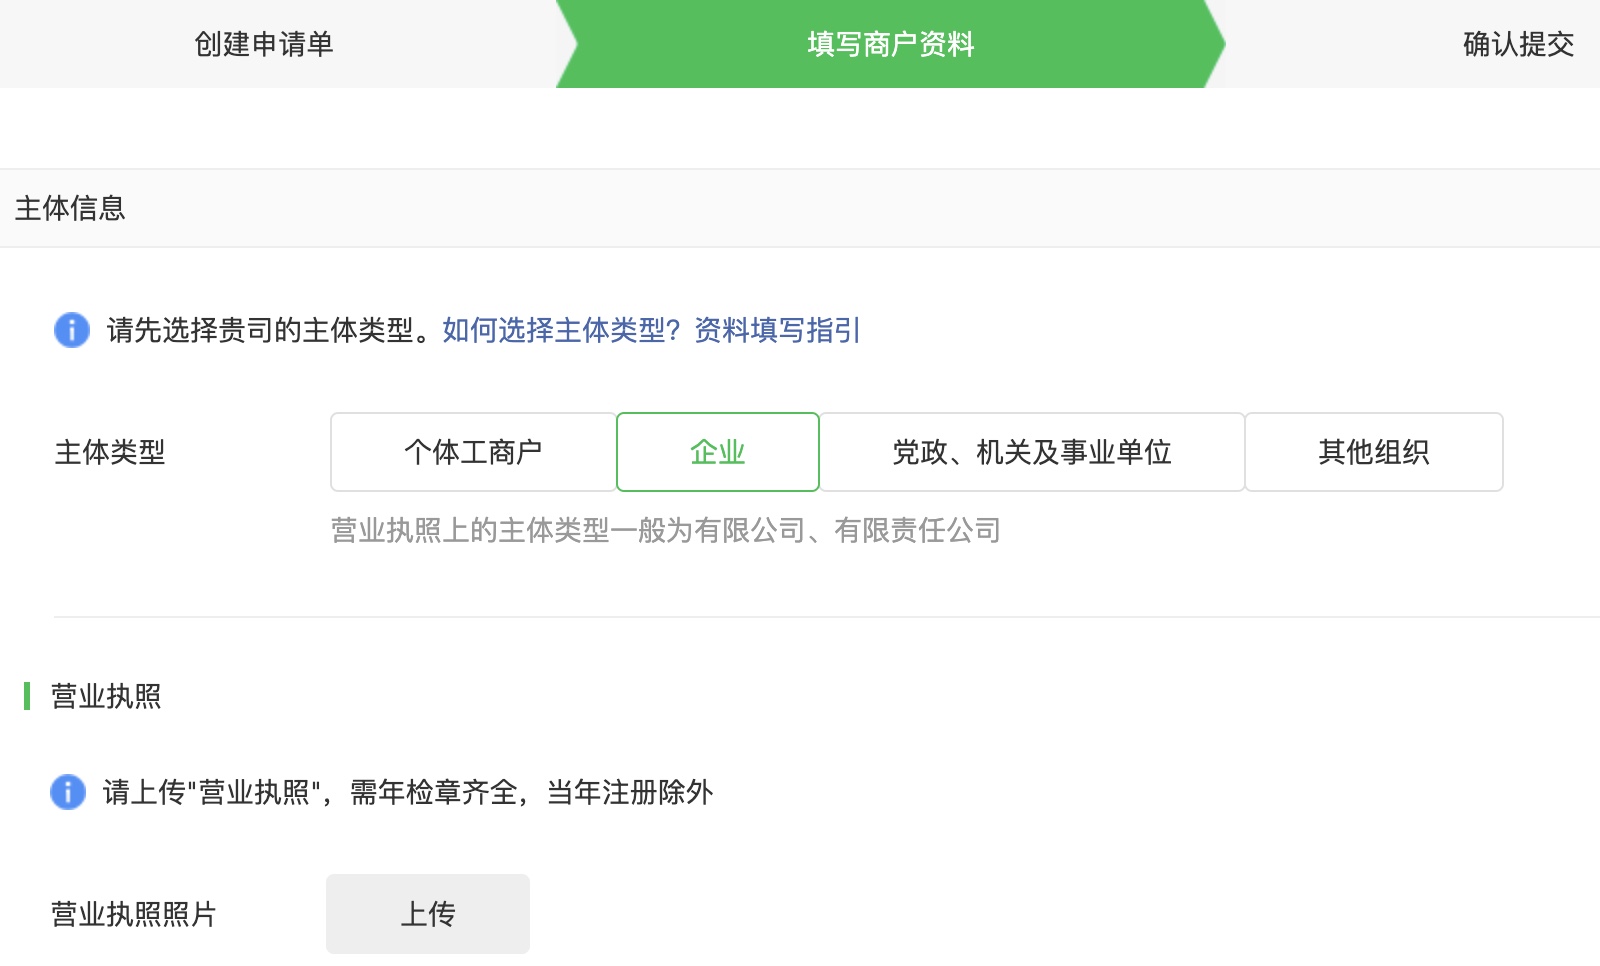 创建申请单 填写商户资料 确认提交
主体信息
请先选择贵司的主体类型。如何选择主体类型？资料填写指引
主体类型 个体工商户 企业 党政、机关及事业单位 其他组织
营业执照上的主体类型一般为有限公司、有限责任公司
营业执照
请上传"营业执照"，需年检章齐全，当年注册除外
营业执照照片 上传